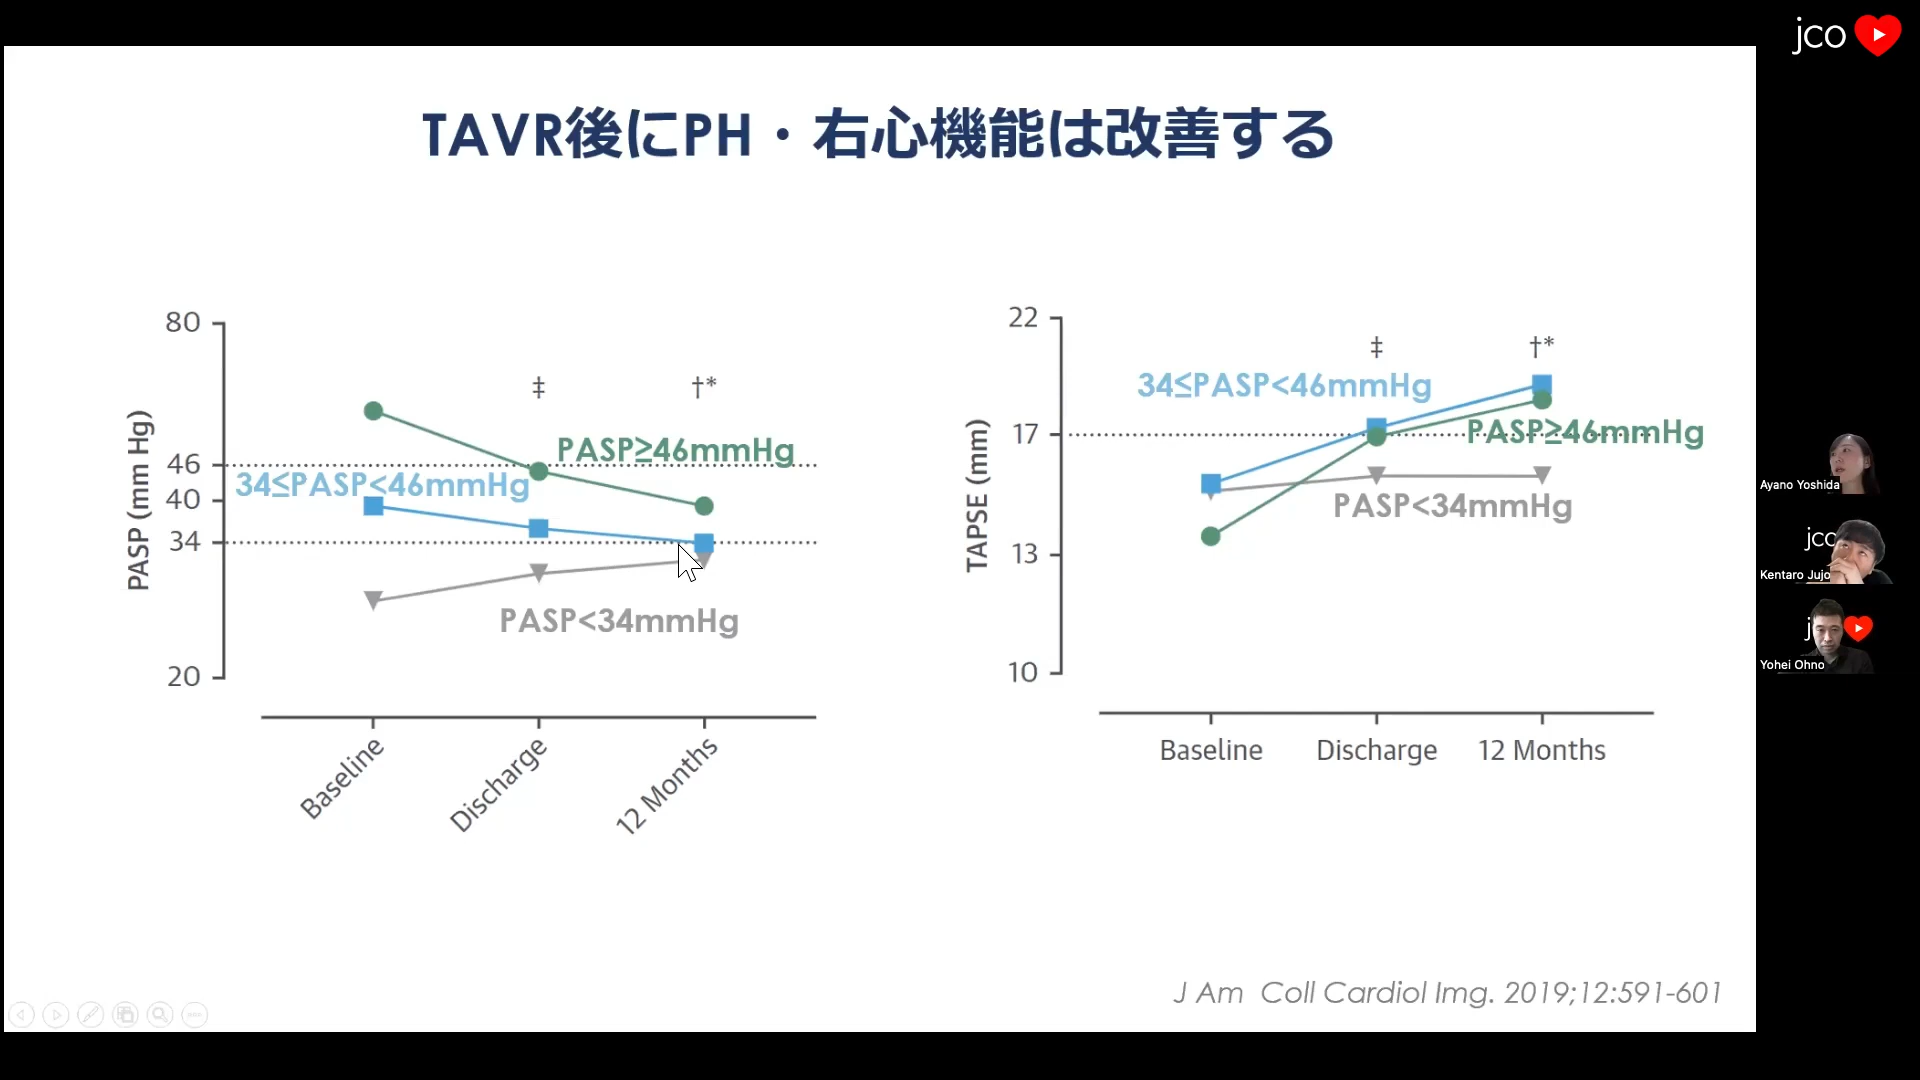 jco
TAVR後にPH・右心機能は改善する
80
46
40
34
20
PASP (mm Hg)
‡
†*
PASP≥46mmHg
34≤PASP<46mmHg
PASP<34mmHg
Baseline
Discharge
12 Months
22
17
13
10
TAPSE (mm)
‡
†*
34≤PASP<46mmHg
PASP≥46mmHg
PASP<34mmHg
Baseline
Discharge
12 Months
J Am Coll Cardiol Img. 2019;12:591-601
Ayano Yoshida
jco
Kentaro Jujo
j
Yohei Ohno